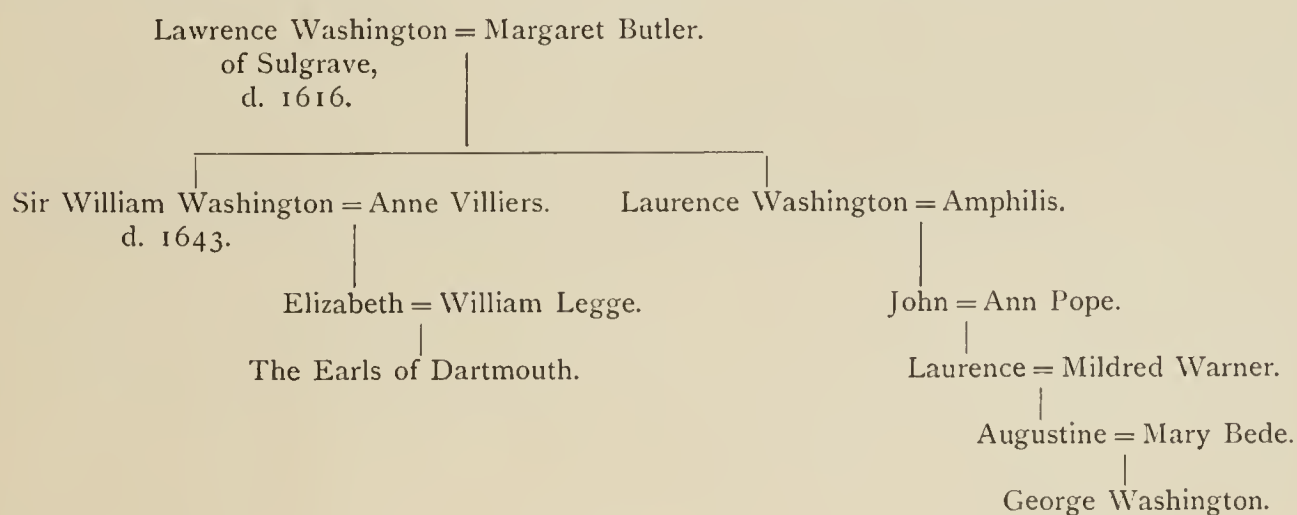 Lawrence Washington = Margaret Butler.
of Sulgrave,
d. 1616.
Sir William Washington = Anne Villiers. Laurence Washington = Amphilis.
d. 1643.
Elizabeth = William Legge. John = Ann Pope.
The Earls of Dartmouth. Laurence = Mildred Warner.
Augustine = Mary Bede.
George Washington.